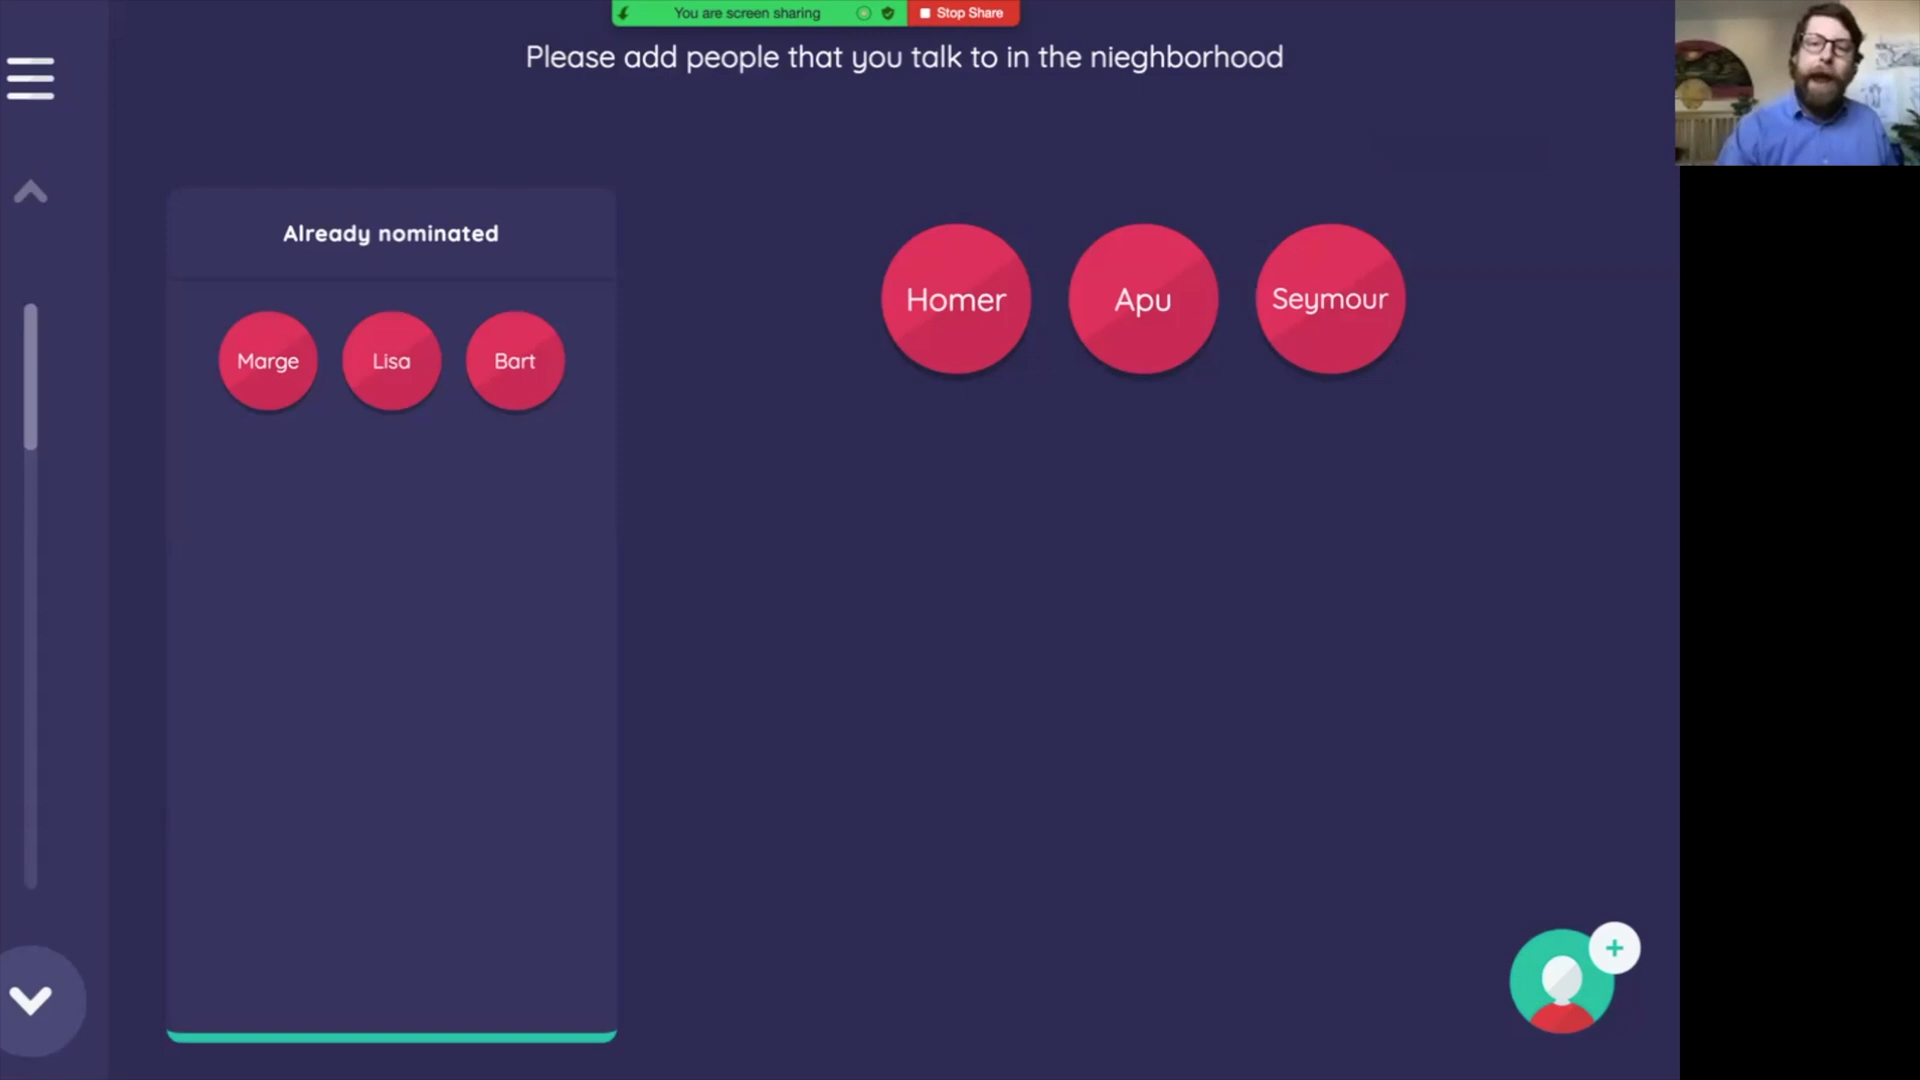 You are screen sharing
Stop Share
Please add people that you talk to in the nieghborhood
Already nominated
Marge
Lisa
Bart
Homer
Apu
Seymour